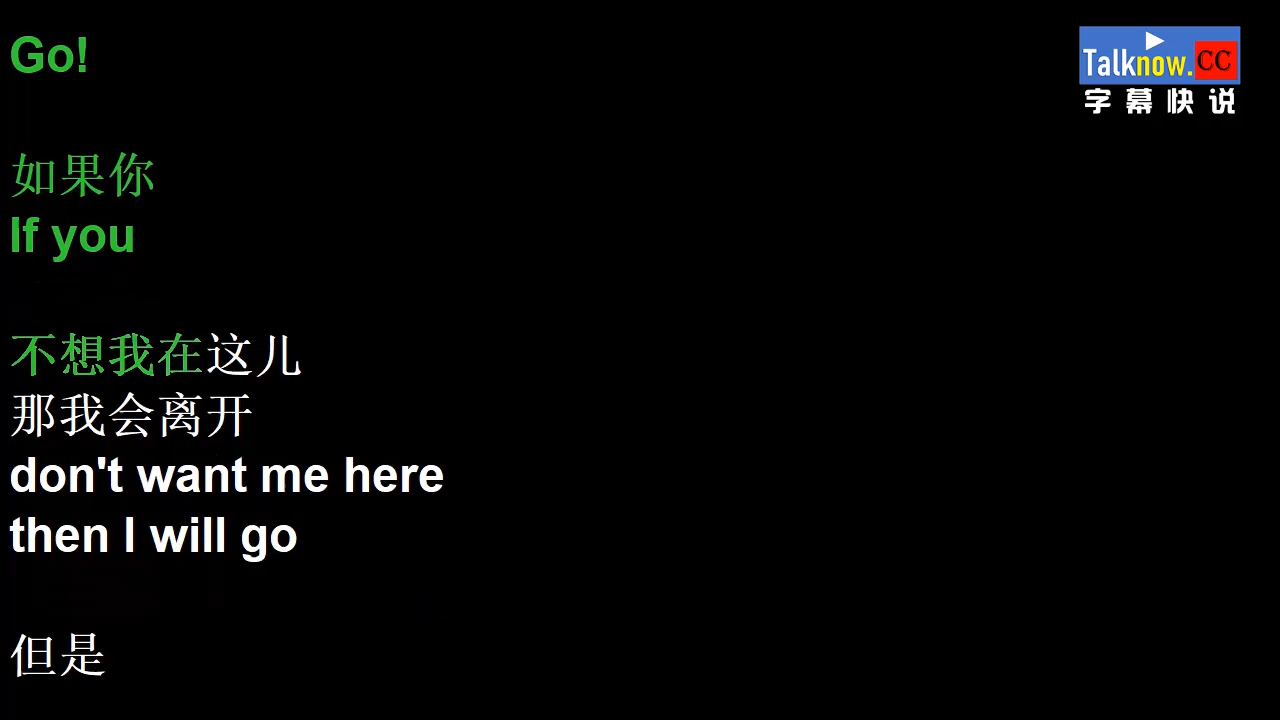 Go!
Talknow.CC
字幕快说
如果你
If you
不想我在这儿
那我会离开
don't want me here
then I will go
但是